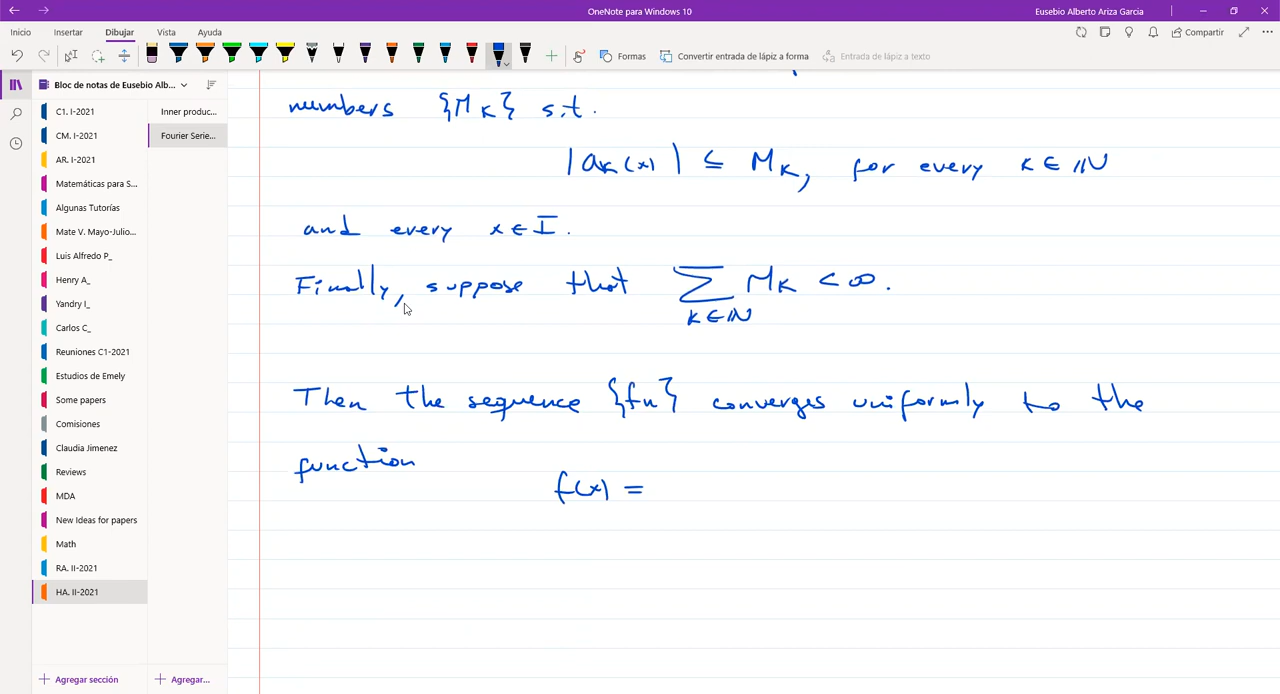 OneNote para Windows 10
Eusebio Alberto Ariza Garcia
Inicio Insertar Dibujar Vista Ayuda
Compartir
Formas Convertir entrada de lápiz a forma Entrada de lápiz a texto
Bloc de notas de Eusebio Alb...
C1. I-2021
CM. I-2021
AR. I-2021
Matemáticas para S...
Algunas Tutorías
Mate V. Mayo-Julio...
Luis Alfredo P_
Henry A_
Yandry I_
Carlos C_
Reuniones C1-2021
Estudios de Emely
Some papers
Comisiones
Claudia Jimenez
Reviews
MDA
New Ideas for papers
Math
RA. II-2021
HA. II-2021
Agregar sección
Inner produc...
Fourier Serie...
Agregar...
numbers {M_K} s.t.
|a_K(x)| ≤ M_K, for every K ∈ ℕ
and every x ∈ I.
Finally, suppose that ∑_{K∈ℕ} M_K < ∞.
Then the sequence {fn} converges uniformly to the
function
f(x) =